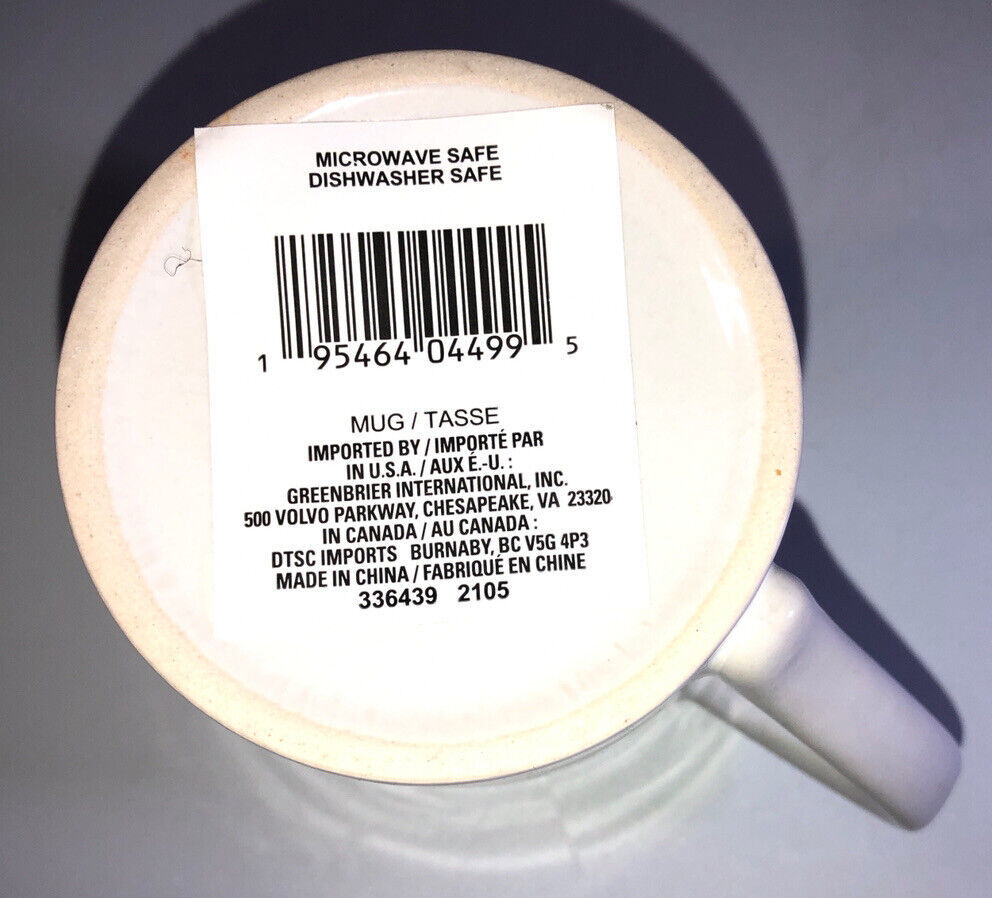 MICROWAVE SAFE
DISHWASHER SAFE
1 95464 04499 5
MUG / TASSE
IMPORTED BY / IMPORTÉ PAR
IN U.S.A. / AUX É.-U. :
GREENBRIER INTERNATIONAL, INC.
500 VOLVO PARKWAY, CHESAPEAKE, VA 23320
IN CANADA / AU CANADA :
DTSC IMPORTS BURNABY, BC V5G 4P3
MADE IN CHINA / FABRIQUÉ EN CHINE
336439 2105